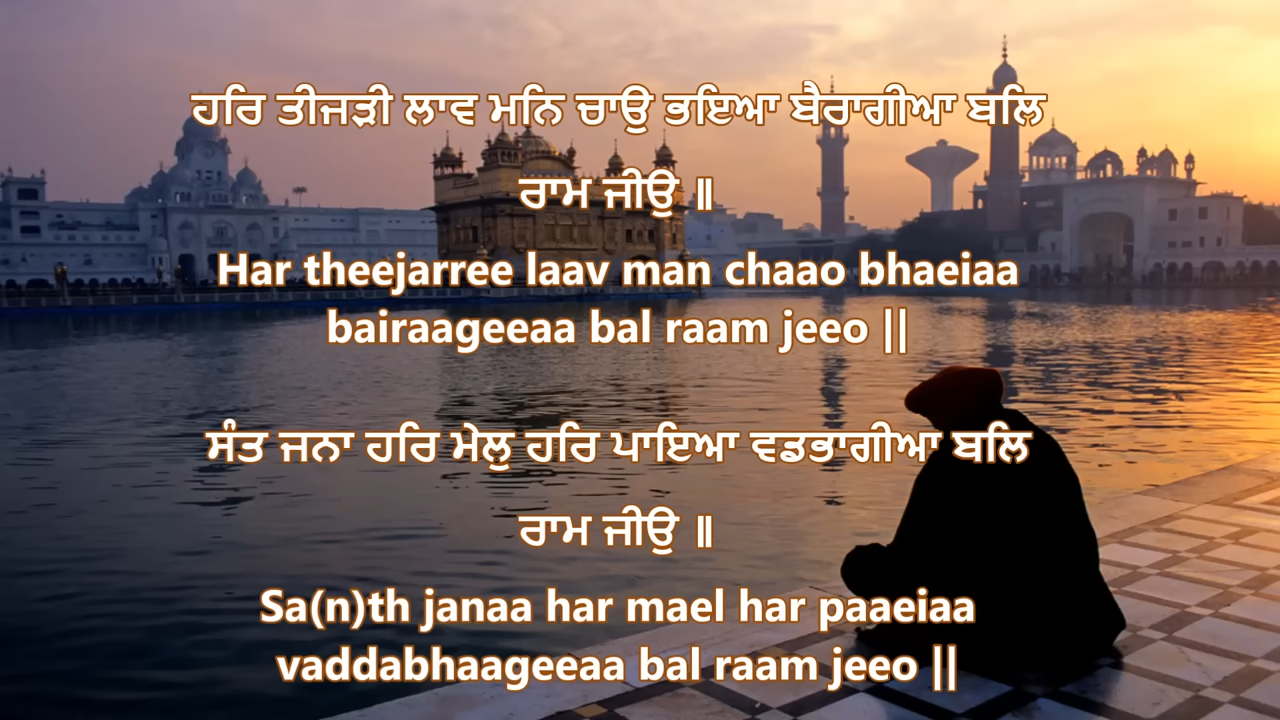 ਹਰਿ ਤੀਜੜੀ ਲਾਵ ਮਨਿ ਚਾਉ ਭਇਆ ਬੈਰਾਗੀਆ ਬਲਿ
ਰਾਮ ਜੀਉ ॥
Har theejarree laav man chaao bhaeiaa
bairaageeaa bal raam jeeo ||
ਸੰਤ ਜਨਾ ਹਰਿ ਮੇਲੁ ਹਰਿ ਪਾਇਆ ਵਡਭਾਗੀਆ ਬਲਿ
ਰਾਮ ਜੀਉ ॥
Sa(n)th janaa har mael har paaeiaa
vaddabhaageeaa bal raam jeeo ||